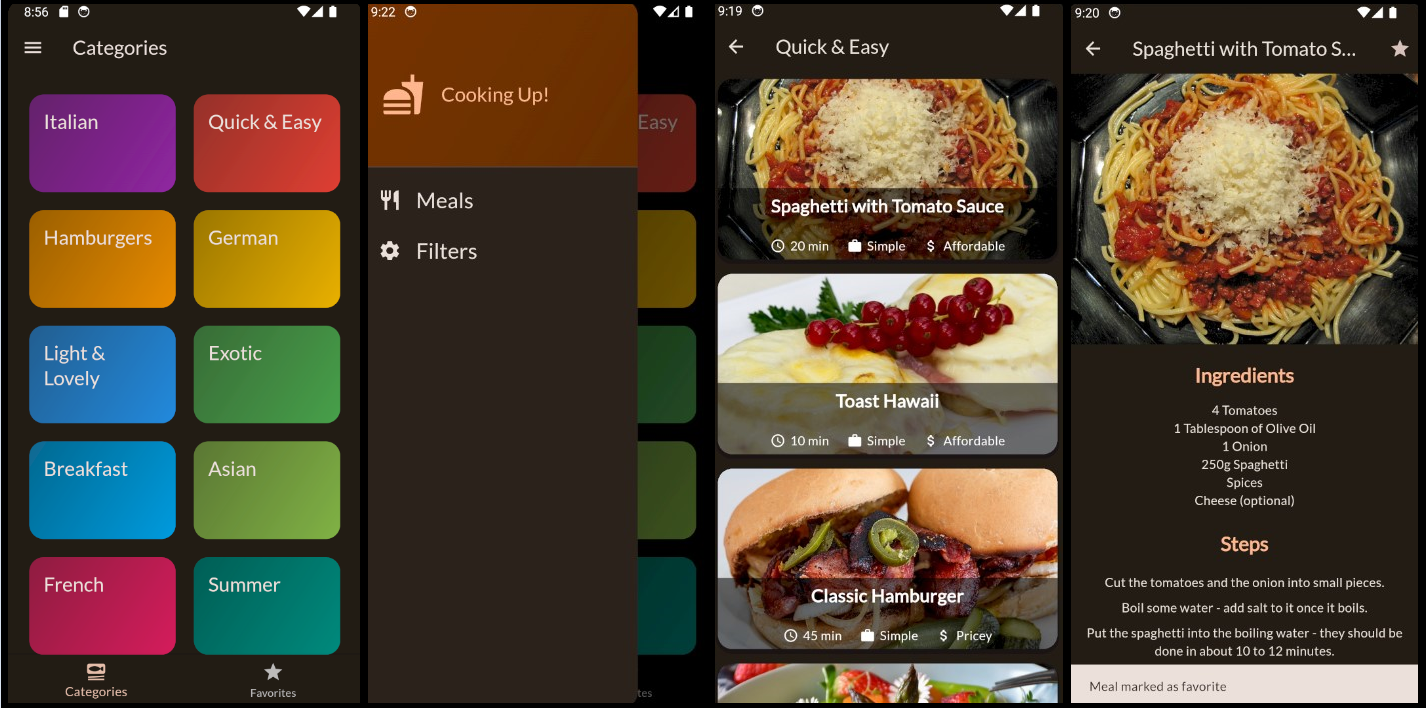 8:56
Categories
Italian
Quick & Easy
Hamburgers
German
Light &
Lovely
Exotic
Breakfast
Asian
French
Summer
Categories
Favorites
9:22
Cooking Up!
Easy
Meals
Filters
tes
9:19
Quick & Easy
Spaghetti with Tomato Sauce
20 min Simple $ Affordable
Toast Hawaii
10 min Simple $ Affordable
Classic Hamburger
45 min Simple $ Pricey
9:20
Spaghetti with Tomato S...
Ingredients
4 Tomatoes
1 Tablespoon of Olive Oil
1 Onion
250g Spaghetti
Spices
Cheese (optional)
Steps
Cut the tomatoes and the onion into small pieces.
Boil some water - add salt to it once it boils.
Put the spaghetti into the boiling water - they should be
done in about 10 to 12 minutes.
Meal marked as favorite